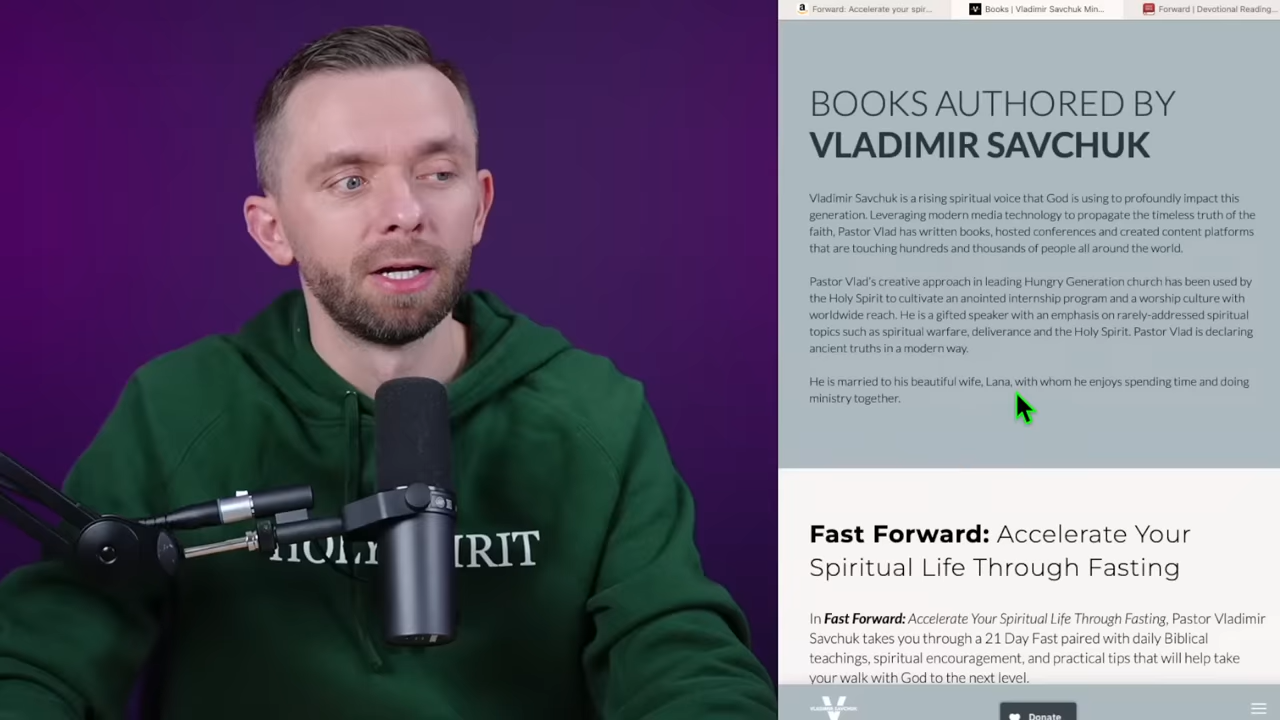 Forward: Accelerate your spir...
Books | Vladimir Savchuk Min...
Forward | Devotional Reading...
BOOKS AUTHORED BY
VLADIMIR SAVCHUK
Vladimir Savchuk is a rising spiritual voice that God is using to profoundly impact this
generation. Leveraging modern media technology to propagate the timeless truth of the
faith, Pastor Vlad has written books, hosted conferences and created content platforms
that are touching hundreds and thousands of people all around the world.
Pastor Vlad's creative approach in leading Hungry Generation church has been used by
the Holy Spirit to cultivate an anointed internship program and a worship culture with
worldwide reach. He is a gifted speaker with an emphasis on rarely-addressed spiritual
topics such as spiritual warfare, deliverance and the Holy Spirit. Pastor Vlad is declaring
ancient truths in a modern way.
He is married to his beautiful wife, Lana, with whom he enjoys spending time and doing
ministry together.
Fast Forward: Accelerate Your
Spiritual Life Through Fasting
In Fast Forward: Accelerate Your Spiritual Life Through Fasting, Pastor Vladimir
Savchuk takes you through a 21 Day Fast paired with daily Biblical
teachings, spiritual encouragement, and practical tips that will help take
your walk with God to the next level.
VLADIMIR SAVCHUK
Donate
HOLY SPIRIT